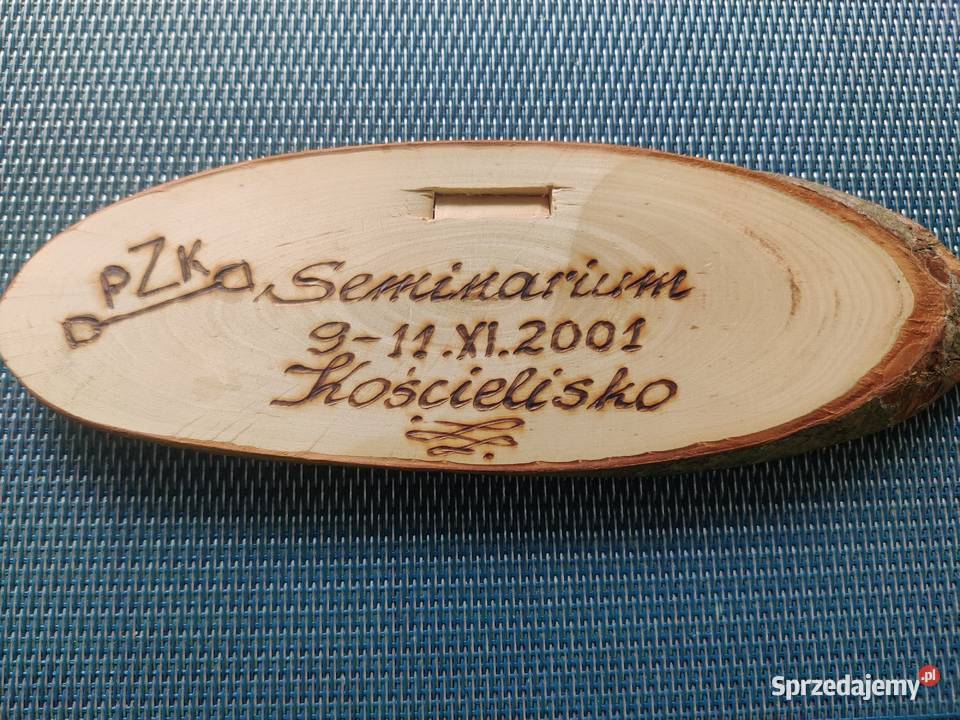 PZK
Seminarium
9-11.XI.2001
Kościelisko
Sprzedajemy.pl